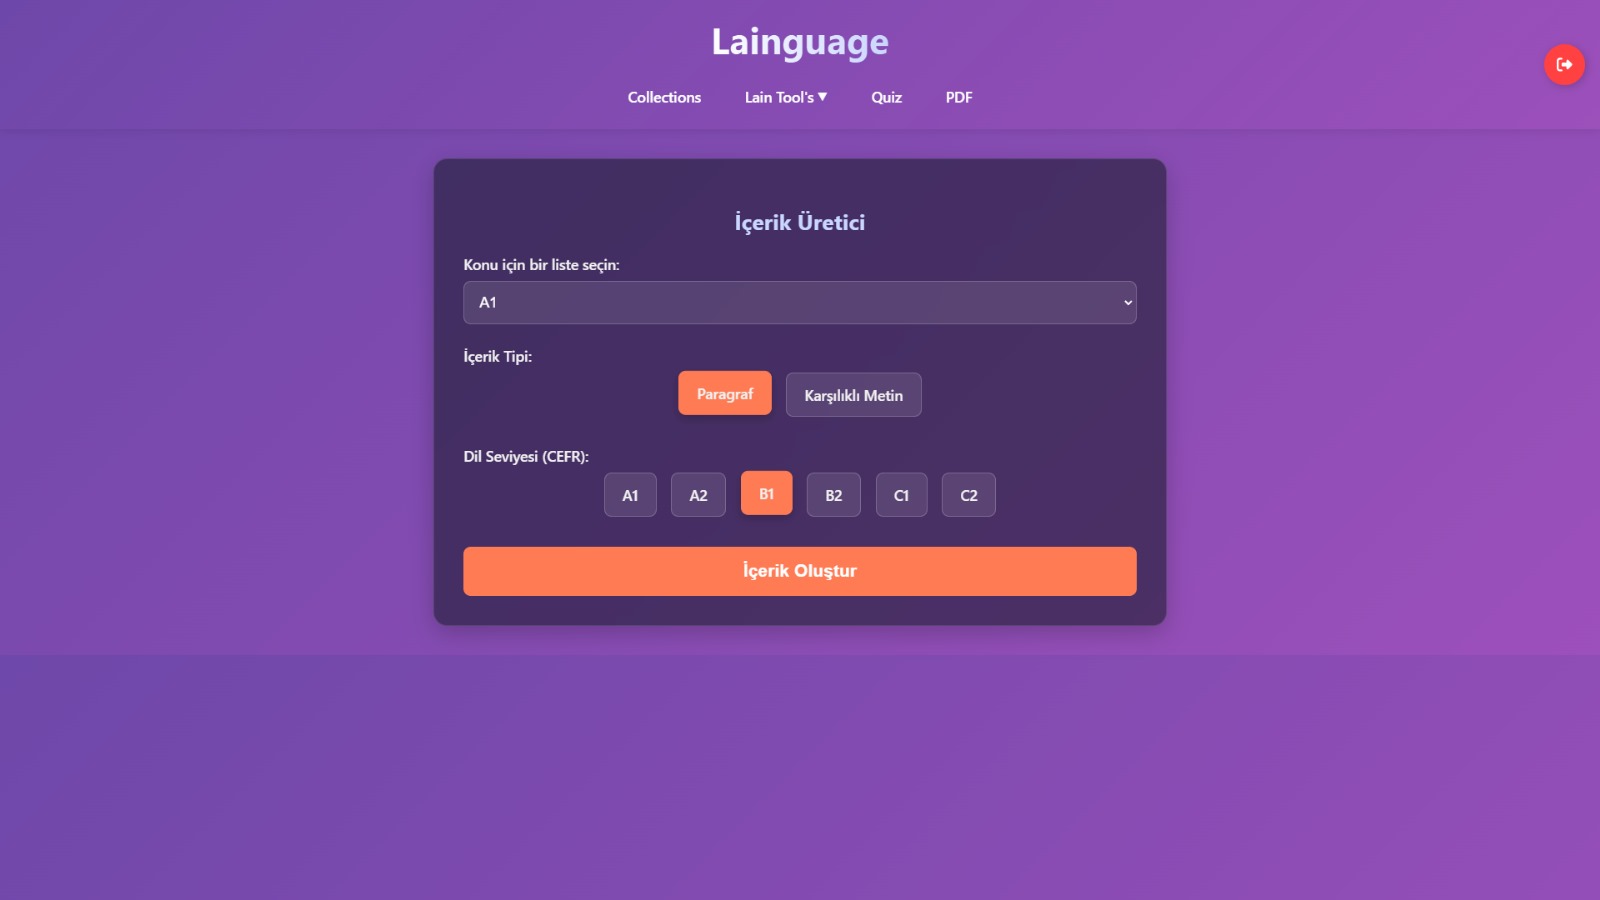 Lainguage
Collections Lain Tool's ▼ Quiz PDF
İçerik Üretici
Konu için bir liste seçin:
A1
İçerik Tipi:
Paragraf Karşılıklı Metin
Dil Seviyesi (CEFR):
A1 A2 B1 B2 C1 C2
İçerik Oluştur